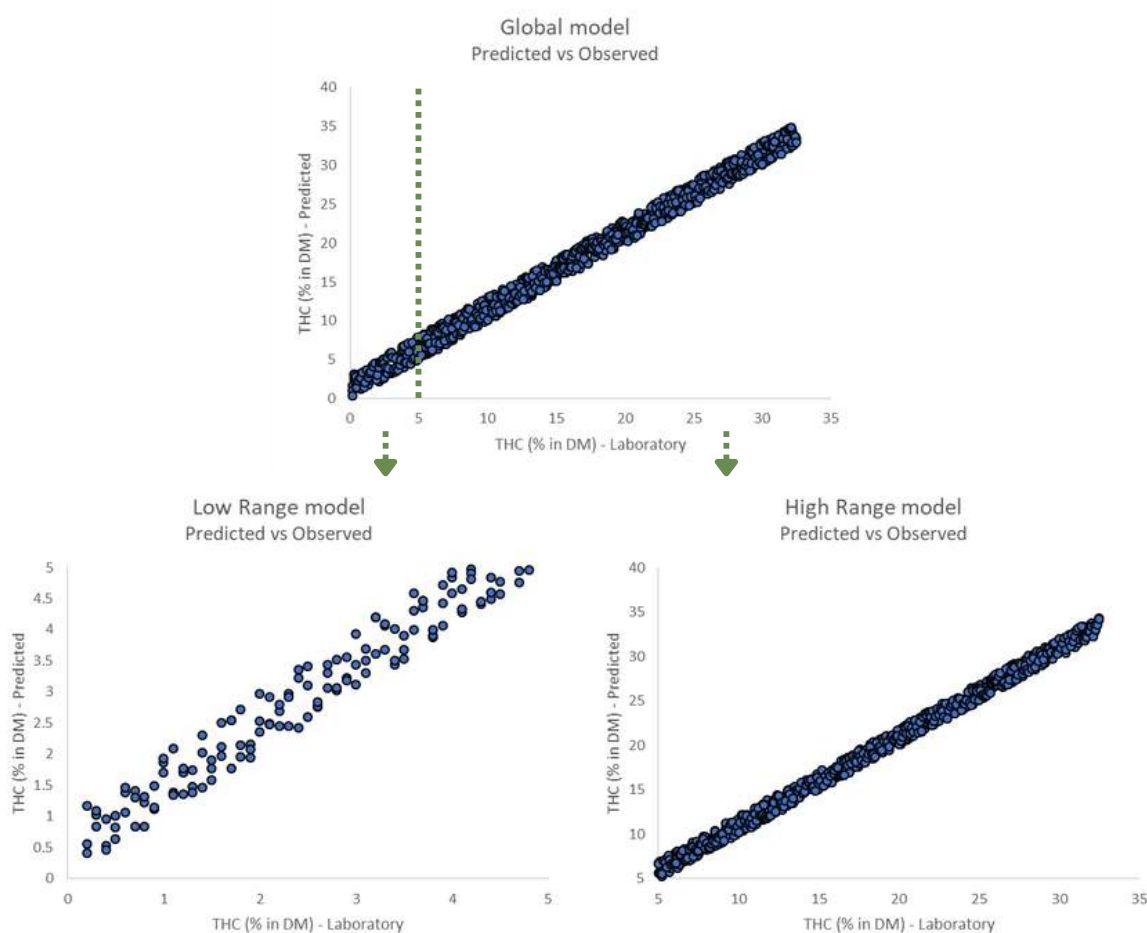 Global model
Predicted vs Observed
THC (% in DM) - Predicted
40
35
30
25
20
15
10
5
0
0 5 10 15 20 25 30 35
THC (% in DM) - Laboratory
Low Range model
Predicted vs Observed
THC (% in DM) - Predicted
5
4.5
4
3.5
3
2.5
2
1.5
1
0.5
0
0 1 2 3 4 5
THC (% in DM) - Laboratory
High Range model
Predicted vs Observed
THC (% in DM) - Predicted
40
35
30
25
20
15
10
5
5 10 15 20 25 30 35
THC (% in DM) - Laboratory